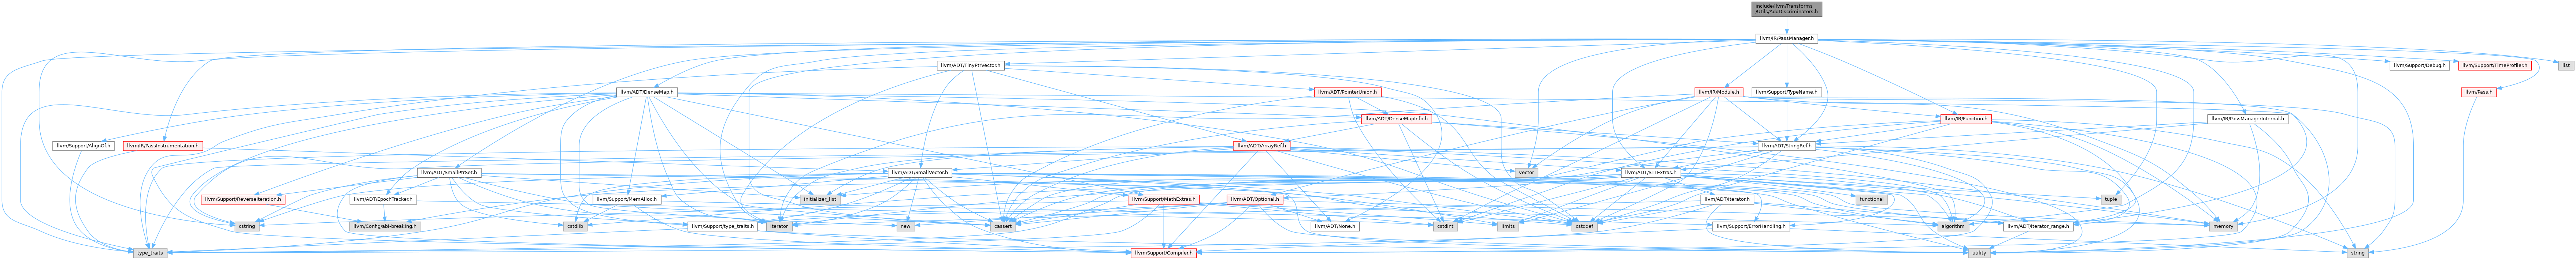 include/llvm/Transforms
/Utils/AddDiscriminators.h
llvm/IR/PassManager.h
llvm/ADT/TinyPtrVector.h
llvm/Support/Debug.h
llvm/Support/TimeProfiler.h
list
llvm/ADT/DenseMap.h
llvm/ADT/PointerUnion.h
llvm/IR/Module.h
llvm/Support/TypeName.h
llvm/Pass.h
llvm/ADT/DenseMapInfo.h
llvm/IR/Function.h
llvm/IR/PassManagerInternal.h
llvm/Support/AlignOf.h
llvm/IR/PassInstrumentation.h
llvm/ADT/ArrayRef.h
llvm/ADT/StringRef.h
llvm/ADT/SmallPtrSet.h
llvm/ADT/SmallVector.h
vector
llvm/ADT/STLExtras.h
llvm/Support/ReverseIteration.h
llvm/ADT/EpochTracker.h
llvm/Support/MemAlloc.h
initializer_list
llvm/Support/MathExtras.h
llvm/ADT/Optional.h
llvm/ADT/iterator.h
functional
tuple
cstring
llvm/Config/abi-breaking.h
cstdlib
llvm/Support/type_traits.h
iterator
new
cassert
llvm/ADT/None.h
cstdint
limits
cstddef
llvm/Support/ErrorHandling.h
algorithm
llvm/ADT/iterator_range.h
memory
type_traits
llvm/Support/Compiler.h
utility
string